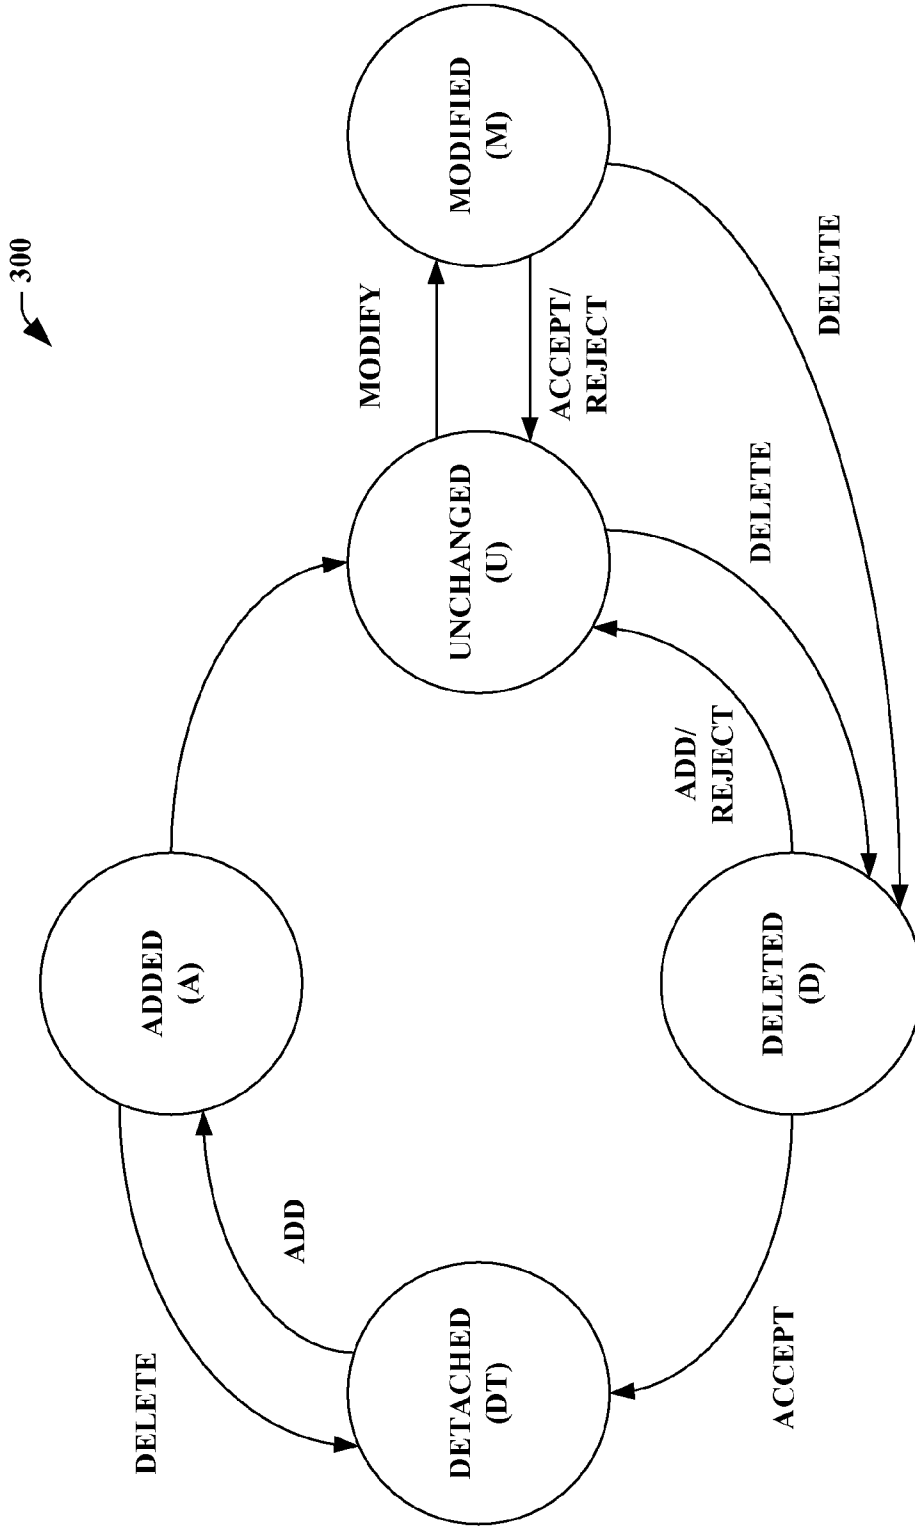 300
DELETE
ADDED
(A)
ADD
MODIFY
DETACHED
(DT)
UNCHANGED
(U)
MODIFIED
(M)
ACCEPT/
REJECT
ADD/
REJECT
DELETE
DELETE
ACCEPT
DELETED
(D)